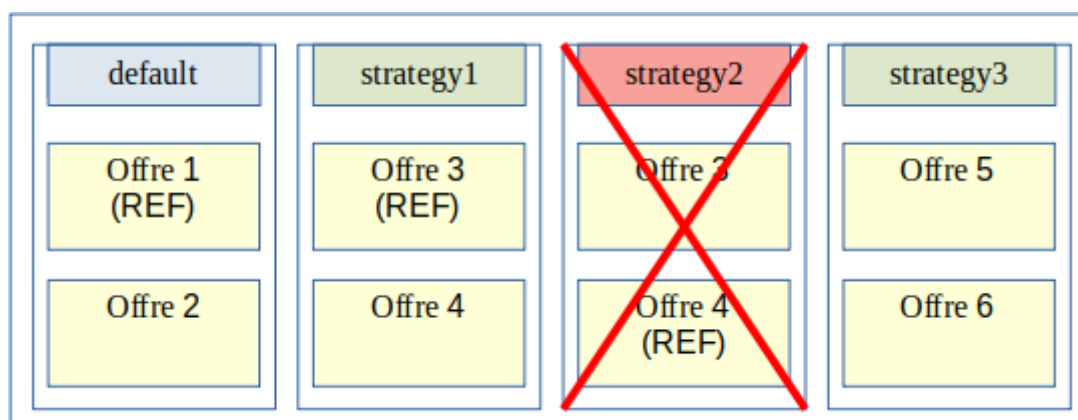 default
Offre 1
(REF)
Offre 2
strategy1
Offre 3
(REF)
Offre 4
strategy2
Offre 3
Offre 4
(REF)
strategy3
Offre 5
Offre 6